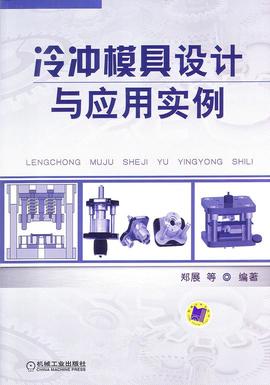 冷冲模具设计
与应用实例
LENGCHONG MUJU SHEJI YU YINGYONG SHILI
郑展 等 ◎ 编著
机械工业出版社
CHINA MACHINE PRESS